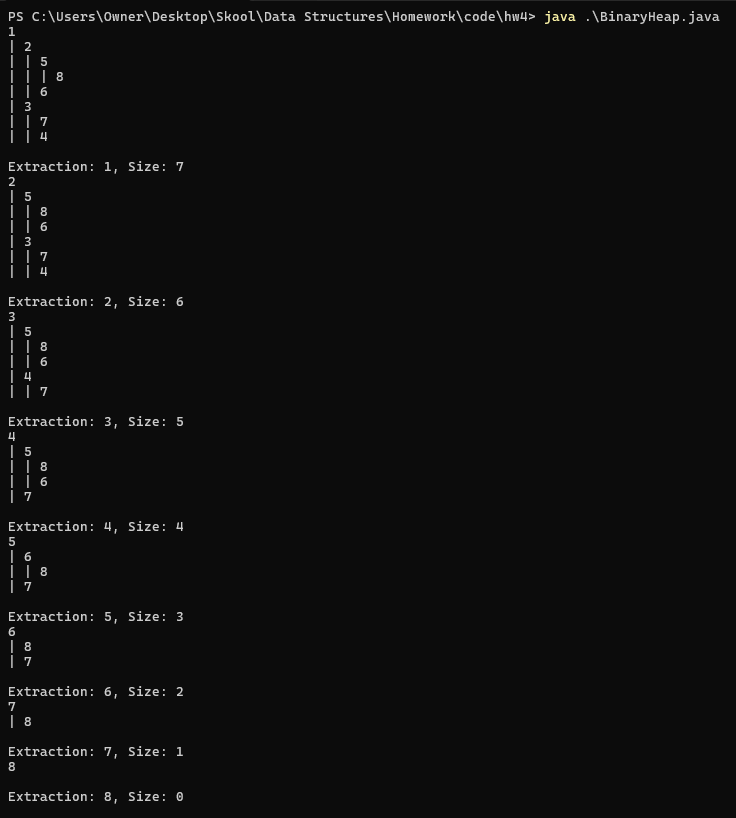 PS C:\Users\Owner\Desktop\Skool\Data Structures\Homework\code\hw4> java .\BinaryHeap.java
1
| 2
| | 5
| | | 8
| | 6
| 3
| | 7
| | 4
Extraction: 1, Size: 7
2
| 5
| | 8
| | 6
| 3
| | 7
| | 4
Extraction: 2, Size: 6
3
| 5
| | 8
| | 6
| 4
| | 7
Extraction: 3, Size: 5
4
| 5
| | 8
| | 6
| 7
Extraction: 4, Size: 4
5
| 6
| | 8
| 7
Extraction: 5, Size: 3
6
| 8
| 7
Extraction: 6, Size: 2
7
| 8
Extraction: 7, Size: 1
8
Extraction: 8, Size: 0